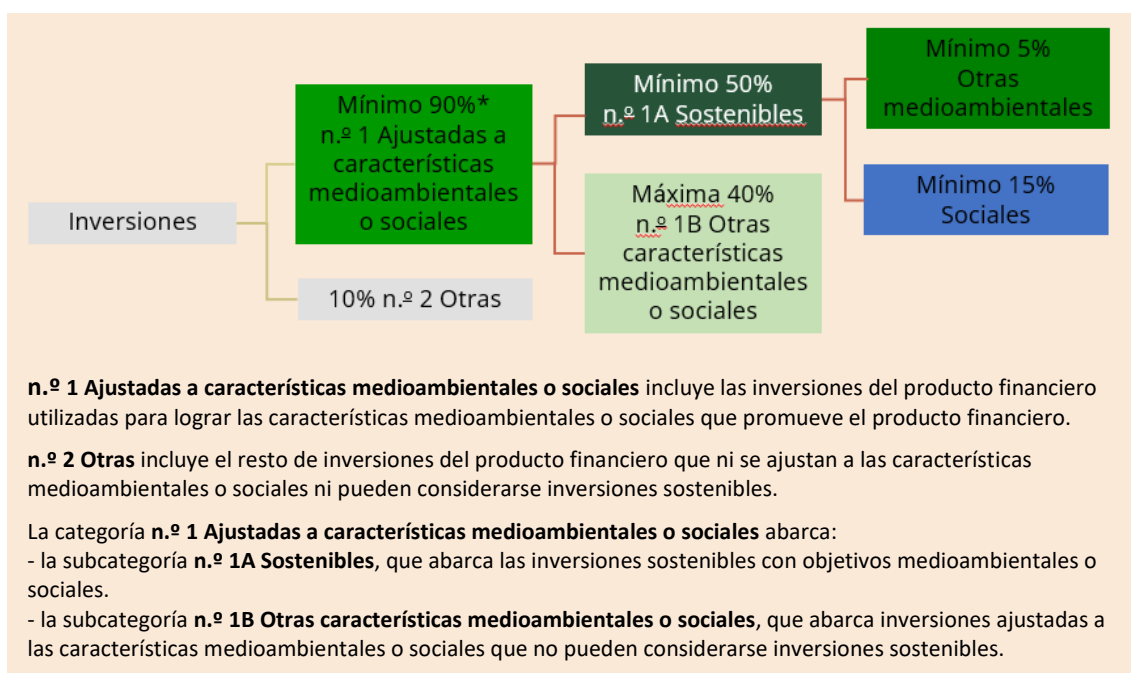 Inversiones
Mínimo 90%*
n.º 1 Ajustadas a
características
medioambientales
o sociales
10% n.º 2 Otras
Mínimo 50%
n.º 1A Sostenibles
Máxima 40%
n.º 1B Otras
características
medioambientales
o sociales
Mínimo 5%
Otras
medioambientales
Mínimo 15%
Sociales
n.º 1 Ajustadas a características medioambientales o sociales incluye las inversiones del producto financiero
utilizadas para lograr las características medioambientales o sociales que promueve el producto financiero.
n.º 2 Otras incluye el resto de inversiones del producto financiero que ni se ajustan a las características
medioambientales o sociales ni pueden considerarse inversiones sostenibles.
La categoría n.º 1 Ajustadas a características medioambientales o sociales abarca:
- la subcategoría n.º 1A Sostenibles, que abarca las inversiones sostenibles con objetivos medioambientales o
sociales.
- la subcategoría n.º 1B Otras características medioambientales o sociales, que abarca inversiones ajustadas a
las características medioambientales o sociales que no pueden considerarse inversiones sostenibles.